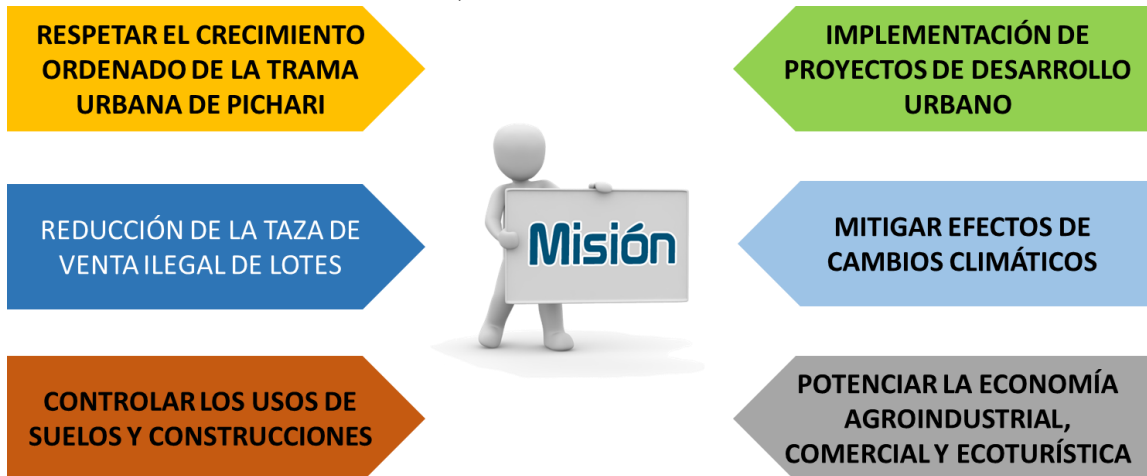 RESPETAR EL CRECIMIENTO
ORDENADO DE LA TRAMA
URBANA DE PICHARI
IMPLEMENTACIÓN DE
PROYECTOS DE DESARROLLO
URBANO
REDUCCIÓN DE LA TAZA DE
VENTA ILEGAL DE LOTES
Misión
MITIGAR EFECTOS DE
CAMBIOS CLIMÁTICOS
CONTROLAR LOS USOS DE
SUELOS Y CONSTRUCCIONES
POTENCIAR LA ECONOMÍA
AGROINDUSTRIAL,
COMERCIAL Y ECOTURÍSTICA